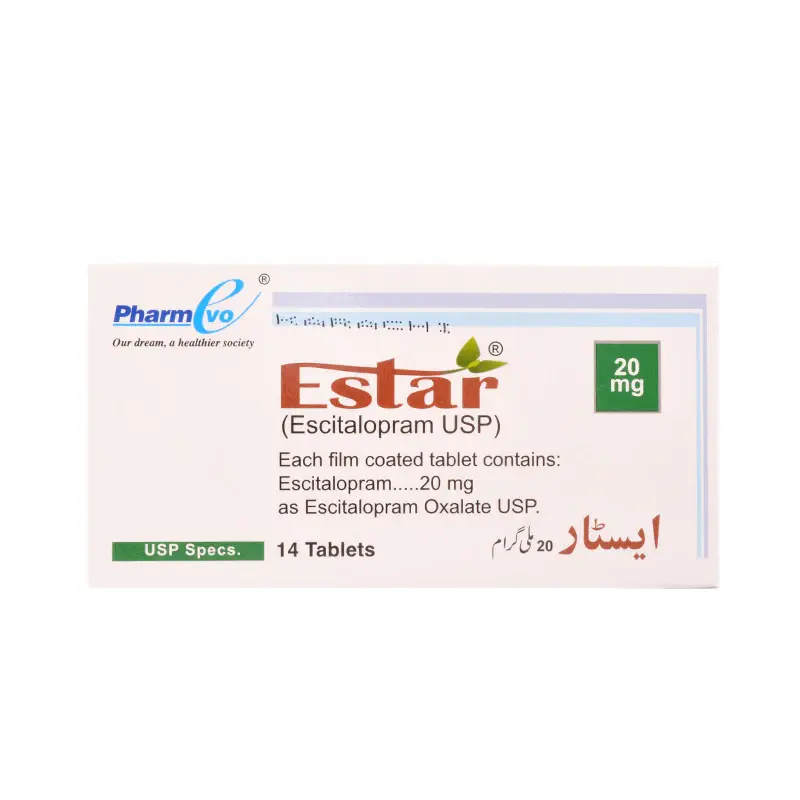 PharmEvo®
Our dream, a healthier society
Estar®
20 mg
(Escitalopram USP)
Each film coated tablet contains:
Escitalopram.....20 mg
as Escitalopram Oxalate USP.
ایسٹار 20 ملی گرام
USP Specs.
14 Tablets